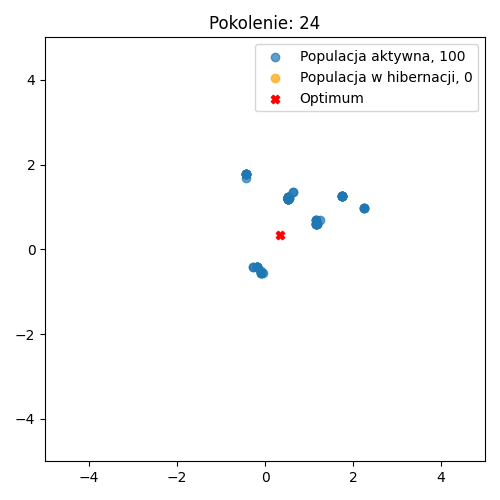 Pokolenie: 24
Populacja aktywna, 100
Populacja w hibernacji, 0
Optimum
4
2
0
−2
−4
−4 −2 0 2 4